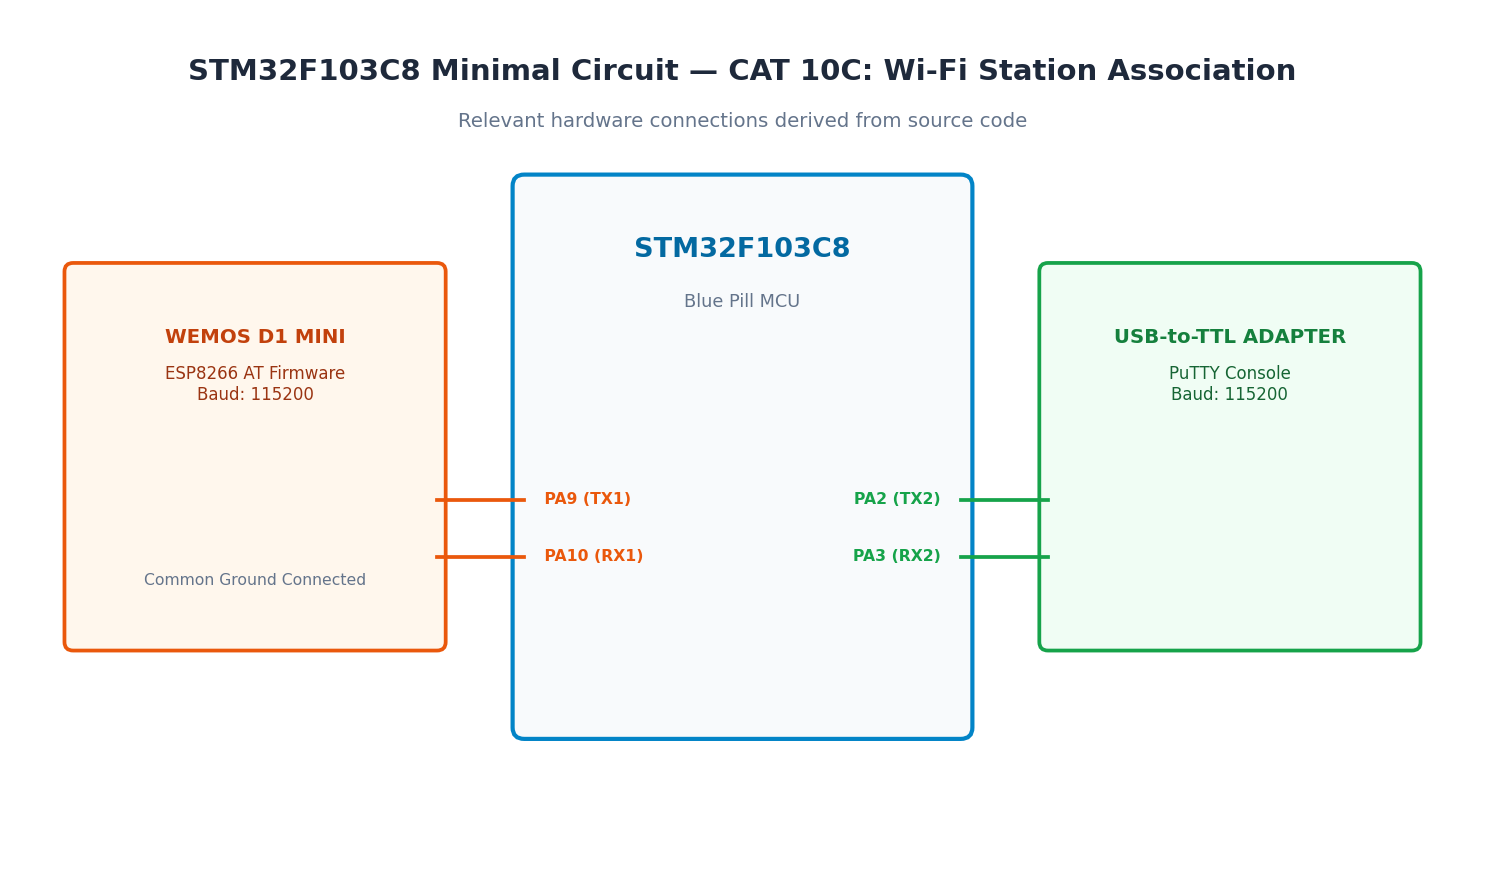 STM32F103C8 Minimal Circuit — CAT 10C: Wi-Fi Station Association
Relevant hardware connections derived from source code
STM32F103C8
Blue Pill MCU
WEMOS D1 MINI
ESP8266 AT Firmware
Baud: 115200
USB-to-TTL ADAPTER
PuTTY Console
Baud: 115200
PA9 (TX1)
PA2 (TX2)
PA10 (RX1)
PA3 (RX2)
Common Ground Connected